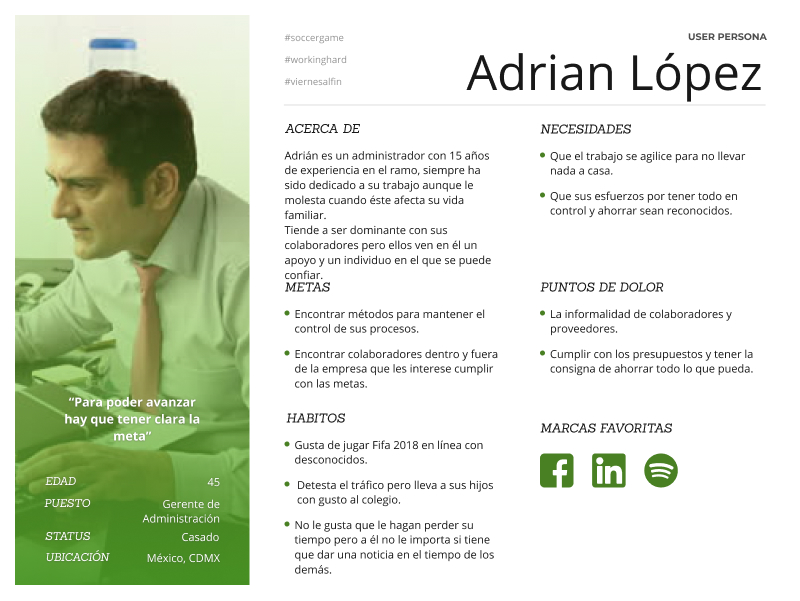 #soccergame
#workinghard
#viernesalfin
USER PERSONA
Adrian López
ACERCA DE
Adrián es un administrador con 15 años
de experiencia en el ramo, siempre ha
sido dedicado a su trabajo aunque le
molesta cuando éste afecta su vida
familiar.
Tiende a ser dominante con sus
colaboradores pero ellos ven en él un
apoyo y un individuo en el que se puede
confiar.
NECESIDADES
Que el trabajo se agilice para no llevar
nada a casa.
Que sus esfuerzos por tener todo en
control y ahorrar sean reconocidos.
METAS
Encontrar métodos para mantener el
control de sus procesos.
Encontrar colaboradores dentro y fuera
de la empresa que les interese cumplir
con las metas.
PUNTOS DE DOLOR
La informalidad de colaboradores y
proveedores.
Cumplir con los presupuestos y tener la
consigna de ahorrar todo lo que pueda.
HABITOS
Gusta de jugar Fifa 2018 en línea con
desconocidos.
Detesta el tráfico pero lleva a sus hijos
con gusto al colegio.
No le gusta que le hagan perder su
tiempo pero a él no le importa si tiene
que dar una noticia en el tiempo de los
demás.
MARCAS FAVORITAS
"Para poder avanzar
hay que tener clara la
meta"
EDAD 45
PUESTO Gerente de
Administración
STATUS Casado
UBICACIÓN México, CDMX